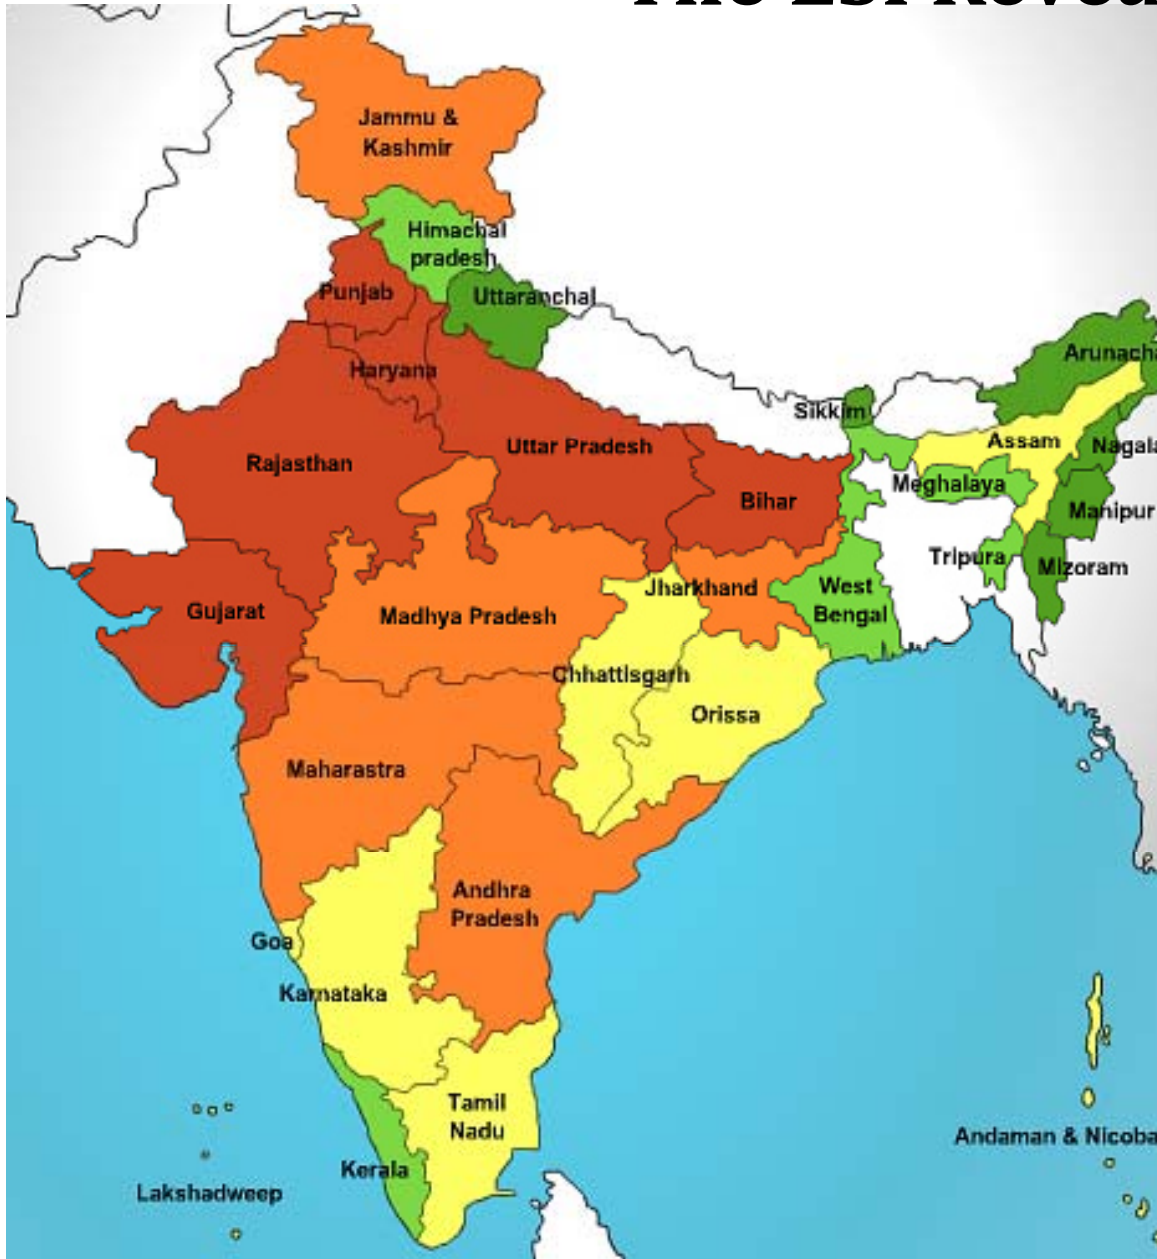 Jammu &
Kashmir
Himachal
pradesh
Punjab
Uttaranchal
Haryana
Arunacha
Sikkim
Assam
Nagala
Rajasthan
Uttar Pradesh
Bihar
Meghalaya
Manipur
Tripura
Mizoram
Gujarat
Madhya Pradesh
Jharkhand
West
Bengal
Chhattisgarh
Orissa
Maharastra
Andhra
Pradesh
Goa
Karnataka
Tamil
Nadu
Kerala
Lakshadweep
Andaman & Nicoba